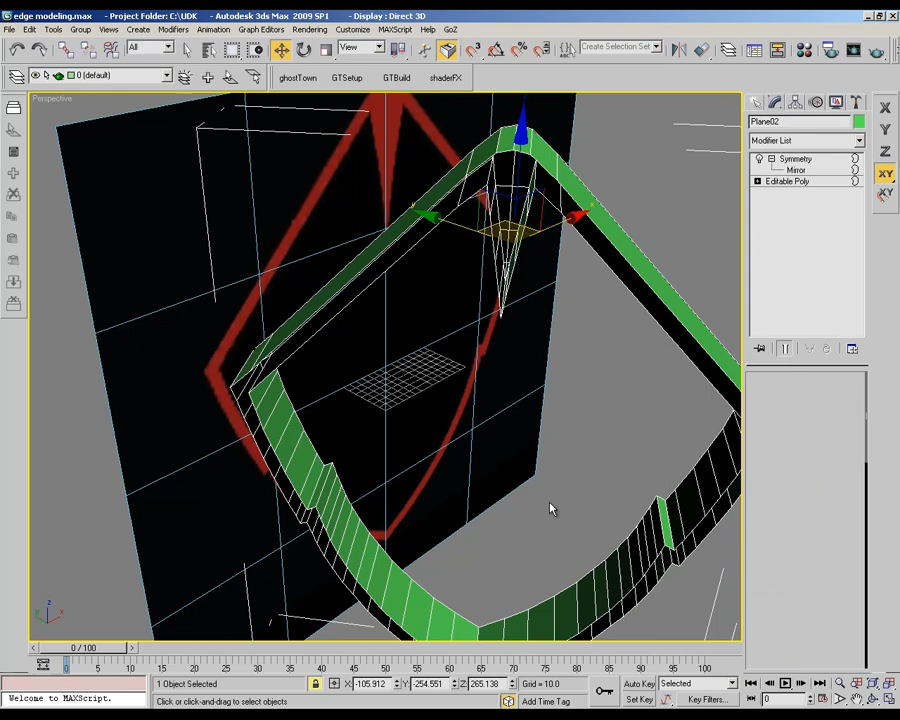 edge modeling.max - Project Folder: C:\UDK - Autodesk 3ds Max 2009 SP1 - Display : Direct 3D
File Edit Tools Group Views Create Modifiers Animation Graph Editors Rendering Customize MAXScript Help GoZ
All View Create Selection Set
0 (default) ghostTown GTSetup GTBuild shaderFX
Perspective
Plane02
Modifier List
Symmetry
Mirror
Editable Poly
X
Y
Z
XY
z
x
y
0 / 100
0 5 10 15 20 25 30 35 40 45 50 55 60 65 70 75 80 85 90 95 100
1 Object Selected X: -105.912 Y: -254.551 Z: 265.138 Grid = 10.0 Auto Key Selected
Welcome to MAXScript. Click or click-and-drag to select objects Add Time Tag Set Key Key Filters... 0